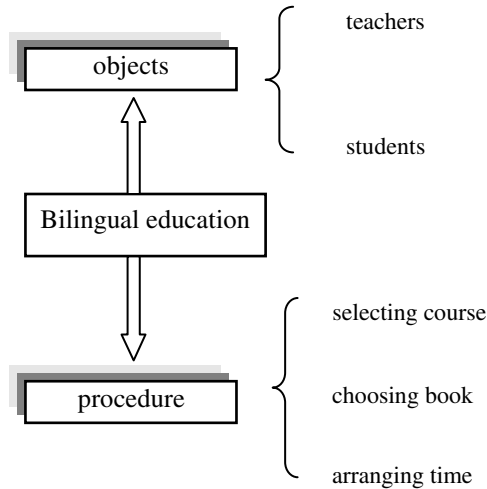 teachers
objects
students
Bilingual education
selecting course
procedure
choosing book
arranging time